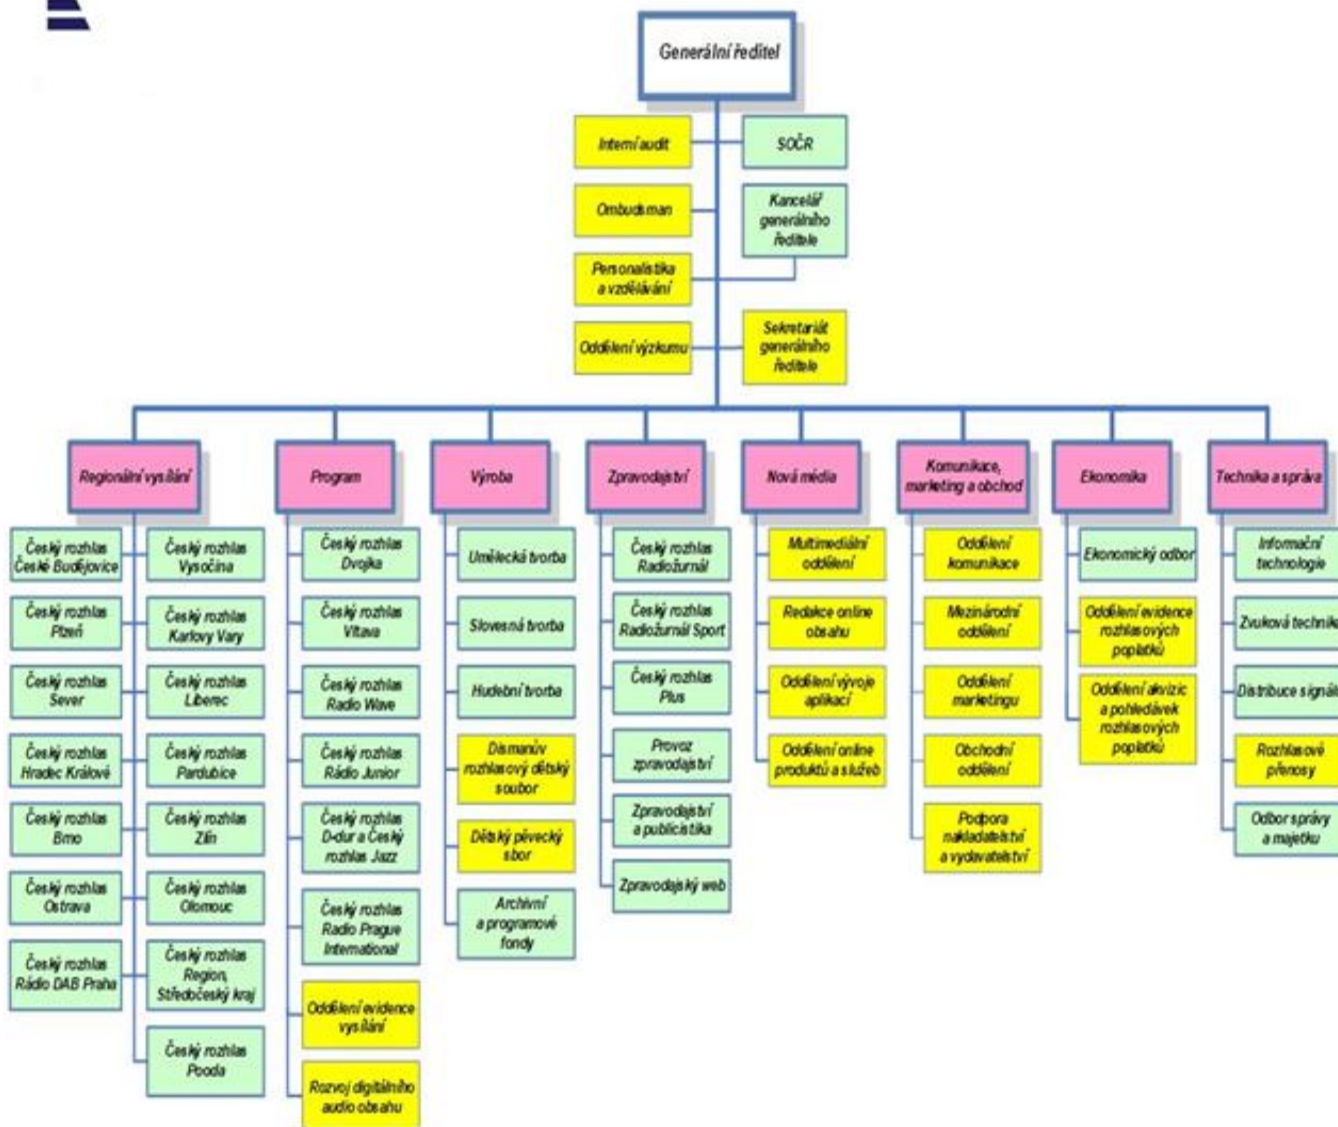 Generální ředitel
Interní audit
SOČR
Ombudsman
Kancelář
generálního
ředitele
Personalistika
a vzdělávání
Oddělení výzkumu
Sekretariát
generálního
ředitele
Regionální vysílání
Program
Výroba
Zpravodajství
Nová média
Komunikace,
marketing a obchod
Ekonomika
Technika a správa
Český rozhlas
České Budějovice
Český rozhlas
Plzeň
Český rozhlas
Sever
Český rozhlas
Hradec Králové
Český rozhlas
Brno
Český rozhlas
Ostrava
Český rozhlas
Rádio DAB Praha
Český rozhlas
Vysočina
Český rozhlas
Karlovy Vary
Český rozhlas
Liberec
Český rozhlas
Pardubice
Český rozhlas
Zlín
Český rozhlas
Olomouc
Český rozhlas
Region,
Středočeský kraj
Český rozhlas
Pooda
Český rozhlas
Dvojka
Český rozhlas
Vltava
Český rozhlas
Radio Wave
Český rozhlas
Rádio Junior
Český rozhlas
D-dur a Český
rozhlas Jazz
Český rozhlas
Radio Prague
International
Oddělení evidence
vysílání
Rozvoj digitálního
audio obsahu
Umělecká tvorba
Slovesná tvorba
Hudební tvorba
Dismanův
rozhlasový dětský
soubor
Dětský pěvecký
sbor
Archivní
a programové
fondy
Český rozhlas
Radiožurnál
Český rozhlas
Radiožurnál Sport
Český rozhlas
Plus
Provoz
zpravodajství
Zpravodajství
a publicistika
Zpravodajský web
Multimediální
oddělení
Redakce online
obsahu
Oddělení vývoje
aplikací
Oddělení online
produktů a služeb
Oddělení
komunikace
Mezinárodní
oddělení
Oddělení
marketingu
Obchodní
oddělení
Podpora
nakladatelství
a vydavatelství
Ekonomický odbor
Oddělení evidence
rozhlasových
poplatků
Oddělení akvizic
a pohledávek
rozhlasových
poplatků
Informační
technologie
Zvuková technika
Distribuce signálu
Rozhlasové
přenosy
Odbor správy
a majetku